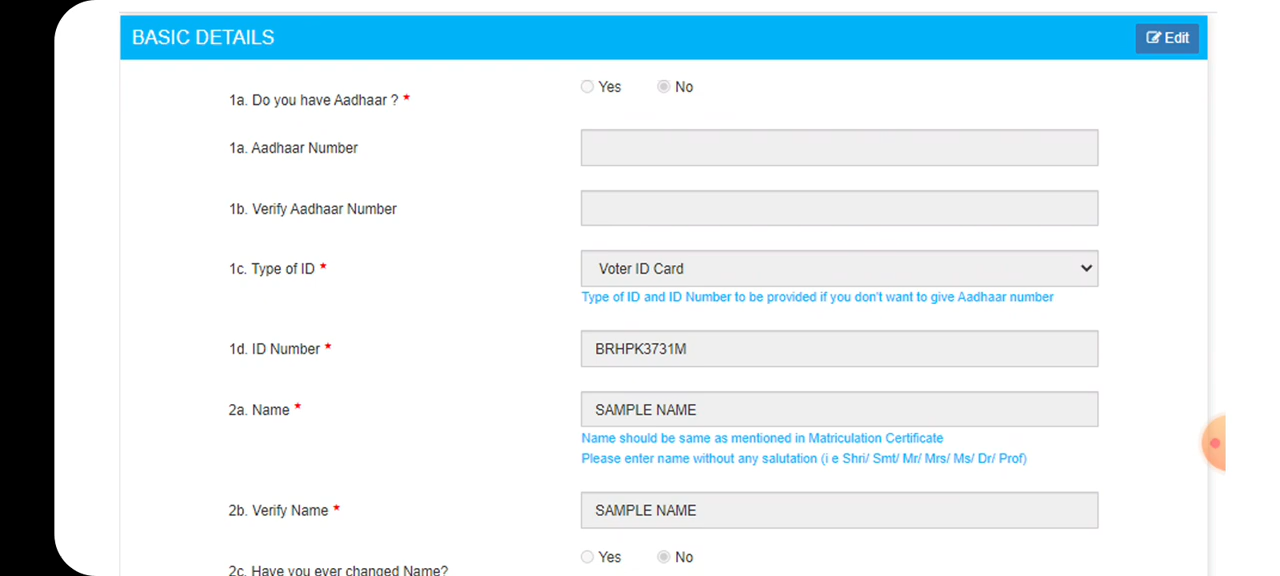 BASIC DETAILS
Edit
1a. Do you have Aadhaar ? *
Yes No
1a. Aadhaar Number
1b. Verify Aadhaar Number
1c. Type of ID *
Voter ID Card
Type of ID and ID Number to be provided if you don't want to give Aadhaar number
1d. ID Number *
BRHPK3731M
2a. Name *
SAMPLE NAME
Name should be same as mentioned in Matriculation Certificate
Please enter name without any salutation (i e Shri/ Smt/ Mr/ Mrs/ Ms/ Dr/ Prof)
2b. Verify Name *
SAMPLE NAME
2c. Have you ever changed Name?
Yes No